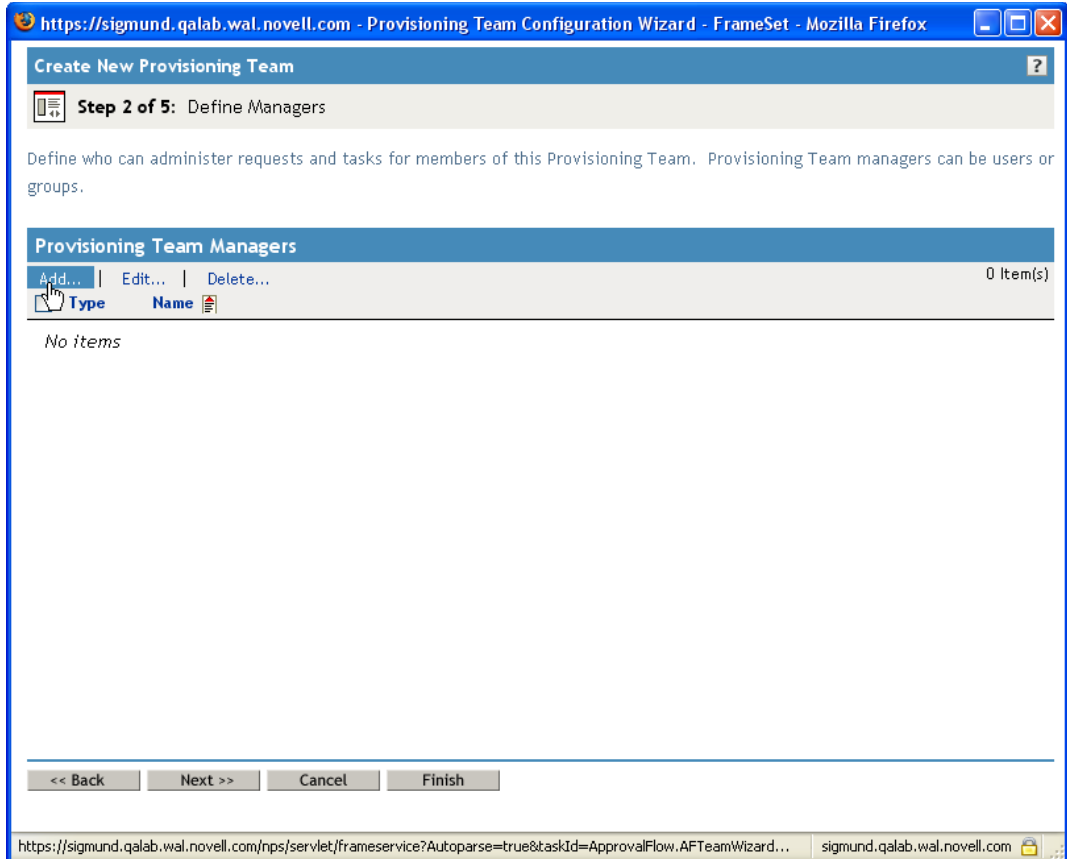 https://sigmund.qalab.wal.novell.com - Provisioning Team Configuration Wizard - FrameSet - Mozilla Firefox
Create New Provisioning Team ?
Step 2 of 5: Define Managers
Define who can administer requests and tasks for members of this Provisioning Team. Provisioning Team managers can be users or
groups.
Provisioning Team Managers
Add... | Edit... | Delete... 0 Item(s)
Type Name
No items
<< Back Next >> Cancel Finish
https://sigmund.qalab.wal.novell.com/nps/servlet/frameservice?Autoparse=true&taskId=ApprovalFlow.AFTeamWizard... sigmund.qalab.wal.novell.com